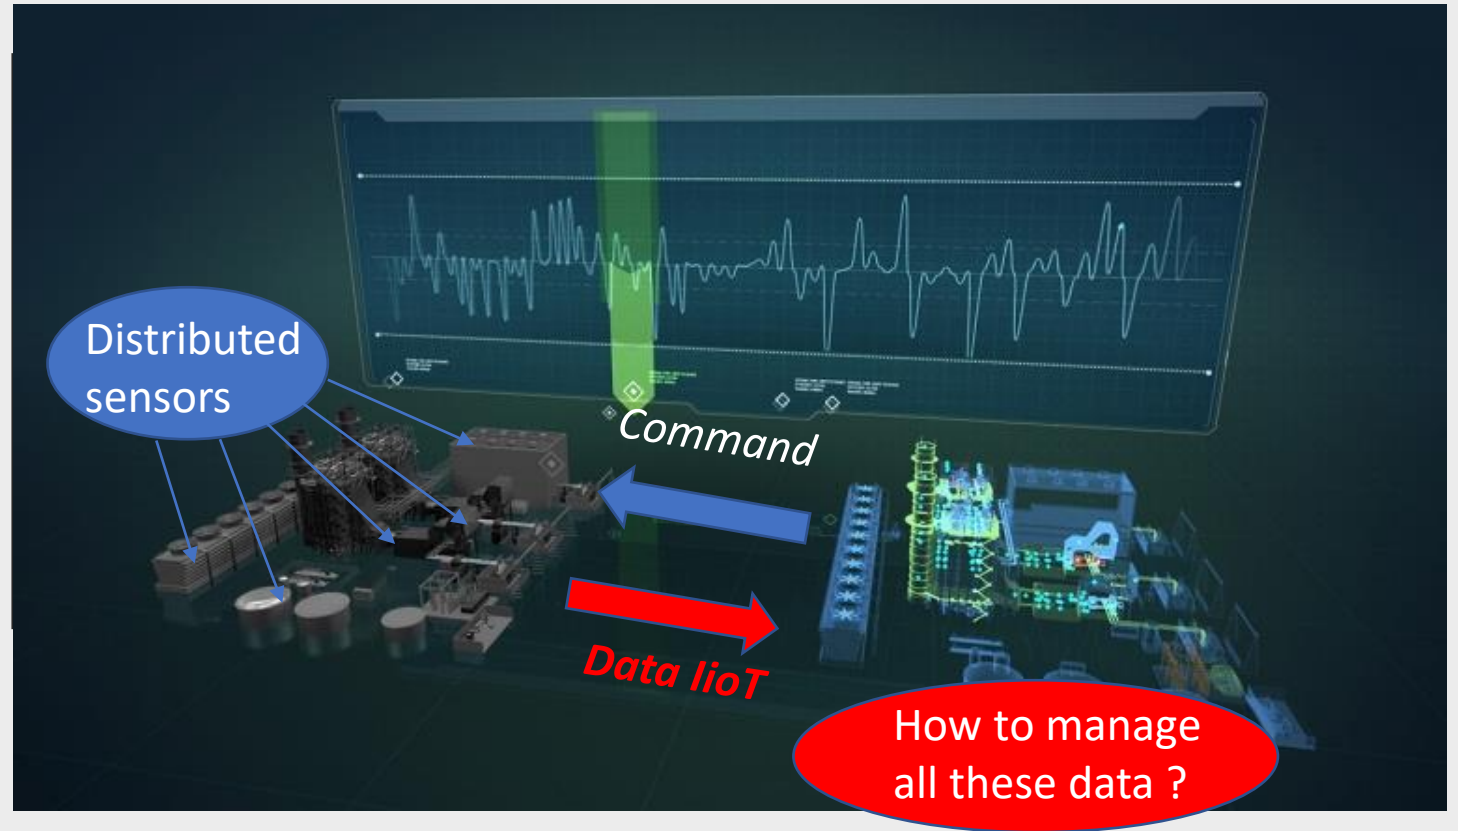 Distributed
sensors
Command
Data IioT
How to manage
all these data ?